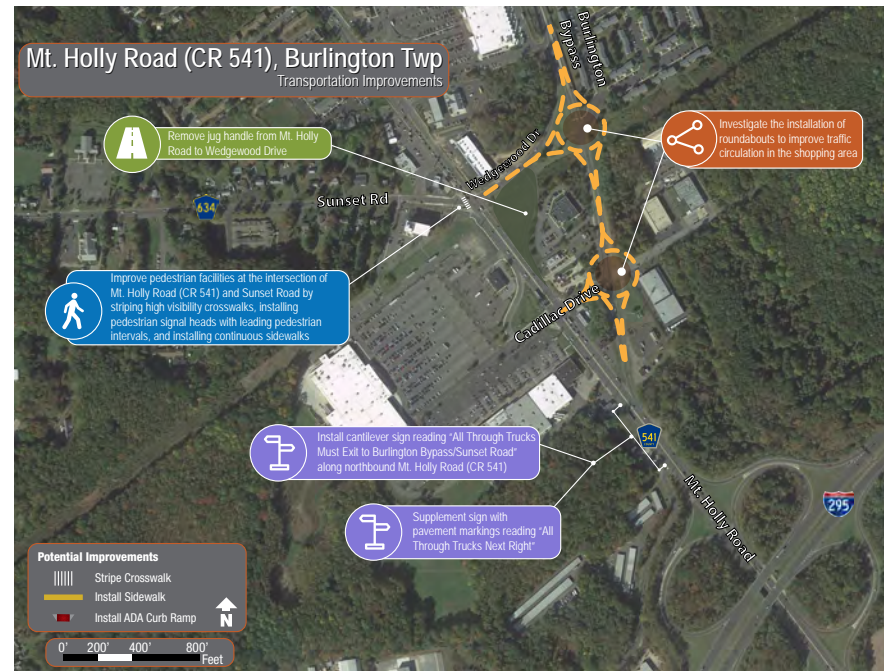 Mt. Holly Road (CR 541), Burlington Twp
Transportation Improvements
Burlington
Bypass
Remove jug handle from Mt. Holly
Road to Wedgewood Drive
Investigate the installation of
roundabouts to improve traffic
circulation in the shopping area
Wedgewood Dr
634
Sunset Rd
Improve pedestrian facilities at the intersection of
Mt. Holly Road (CR 541) and Sunset Road by
striping high visibility crosswalks, installing
pedestrian signal heads with leading pedestrian
intervals, and installing continuous sidewalks
Cadillac Drive
Install cantilever sign reading “All Through Trucks
Must Exit to Burlington Bypass/Sunset Road”
along northbound Mt. Holly Road (CR 541)
541
Mt. Holly Road
295
Supplement sign with
pavement markings reading “All
Through Trucks Next Right”
Potential Improvements
Stripe Crosswalk
Install Sidewalk
Install ADA Curb Ramp
N
0' 200' 400' 800'
Feet